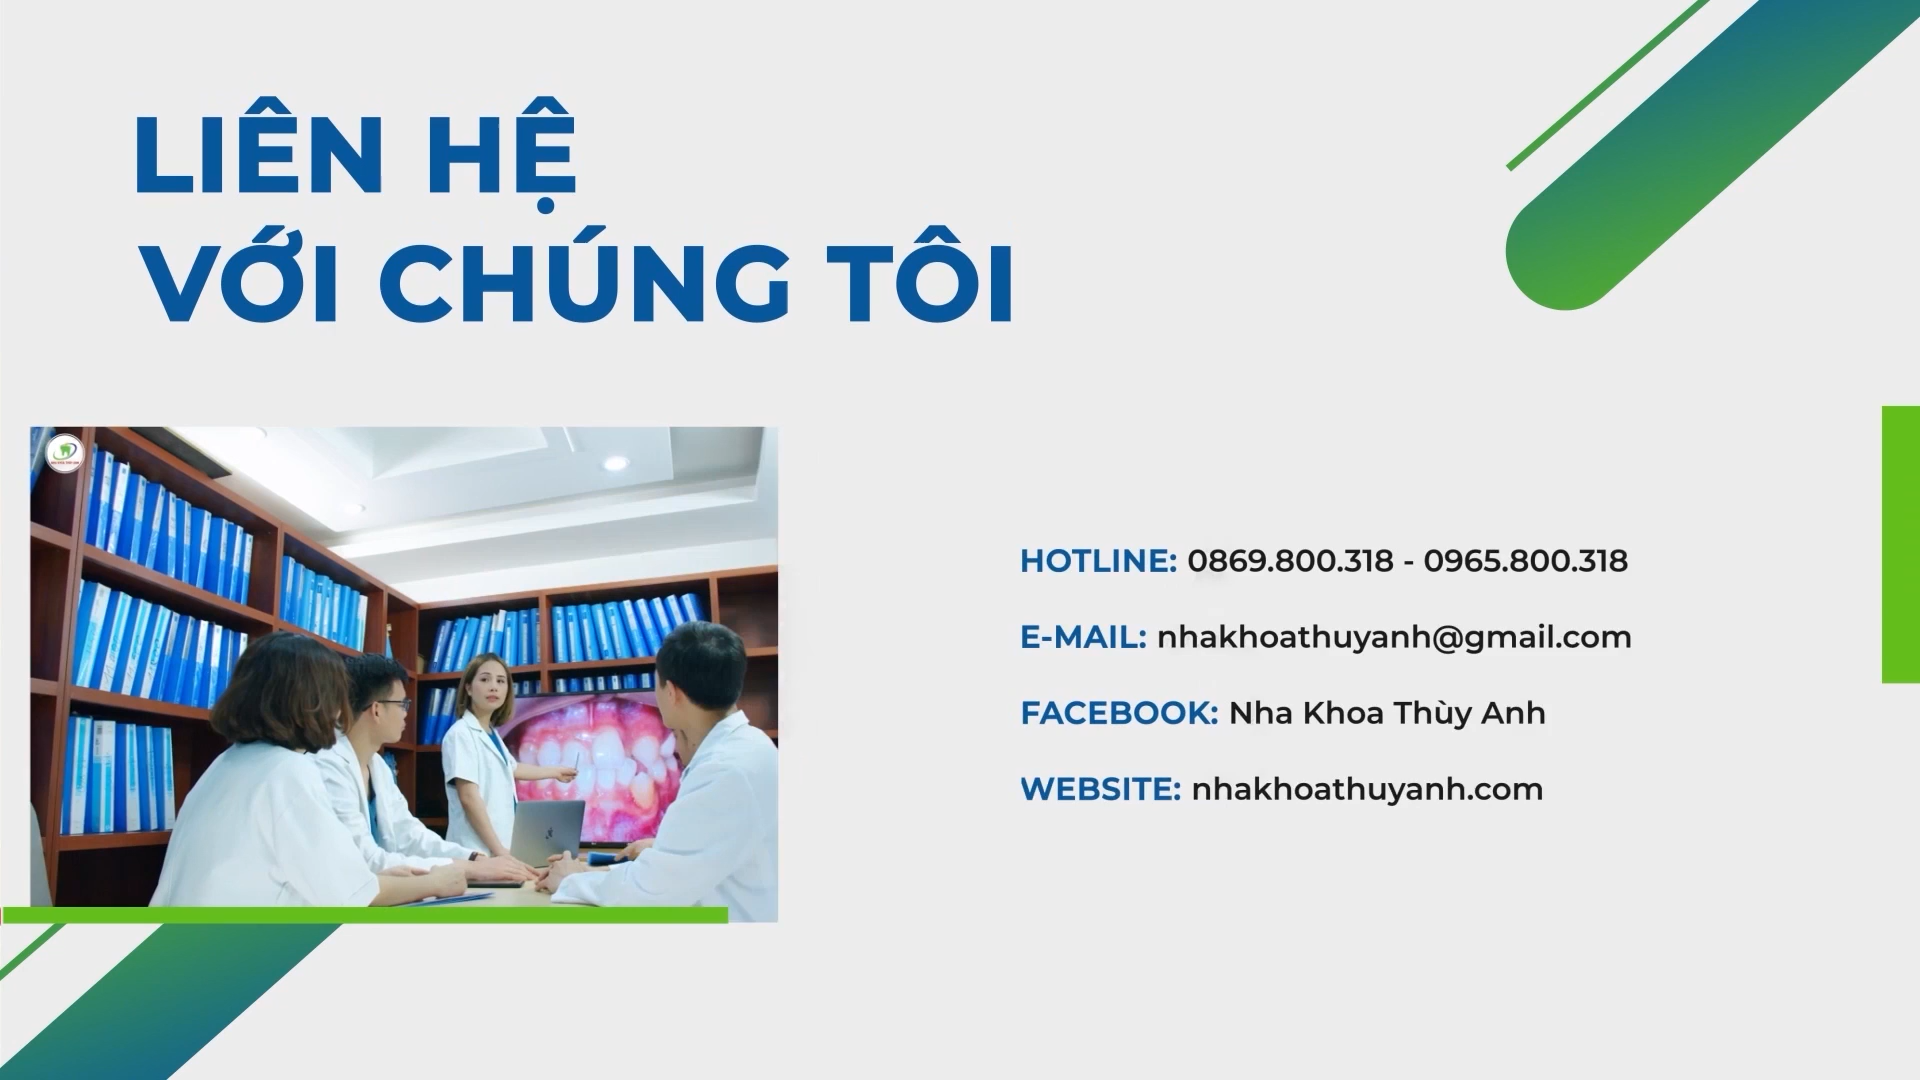 LIÊN HỆ
VỚI CHÚNG TÔI
HOTLINE: 0869.800.318 - 0965.800.318
E-MAIL: nhakhoathuyanh@gmail.com
FACEBOOK: Nha Khoa Thùy Anh
WEBSITE: nhakhoathuyanh.com